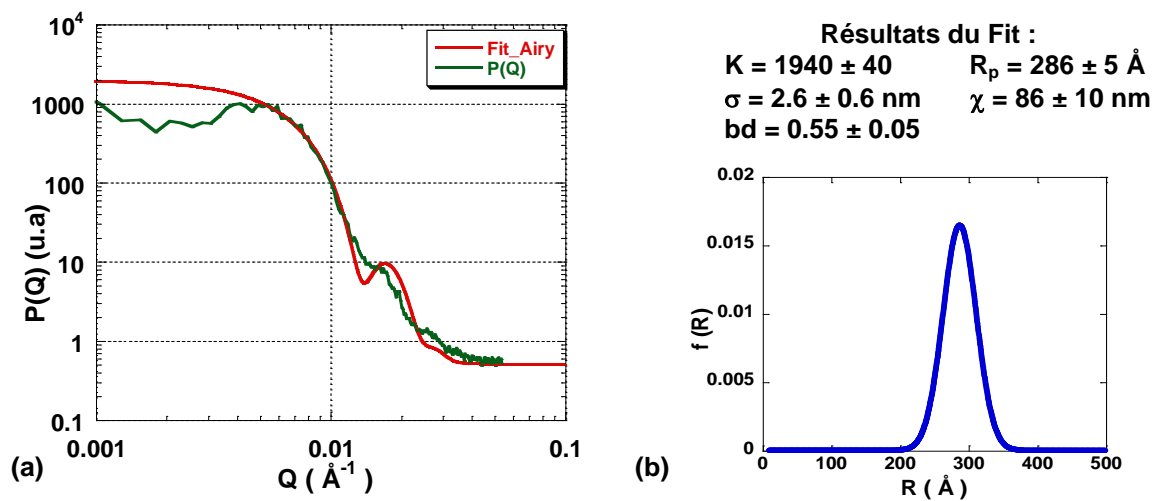 10⁴
1000
100
10
1
0.1
P(Q) (u.a)
Fit_Airy
P(Q)
0.001
0.01
0.1
Q ( Å⁻¹)
(a)
Résultats du Fit :
K = 1940 ± 40 Rₚ = 286 ± 5 Å
σ = 2.6 ± 0.6 nm χ = 86 ± 10 nm
bd = 0.55 ± 0.05
0.02
0.015
0.01
0.005
0
f (R)
0 100 200 300 400 500
R ( Å)
(b)